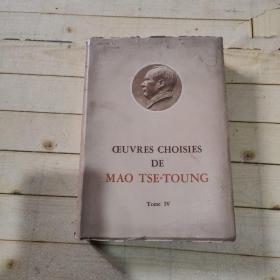 ŒUVRES CHOISIES
DE
MAO TSE-TOUNG
Tome IV